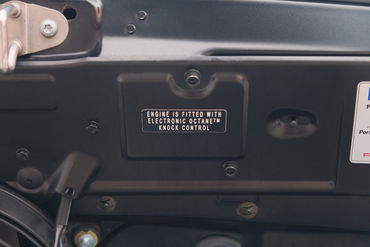 ENGINE IS FITTED WITH
ELECTRONIC OCTANE™
KNOCK CONTROL